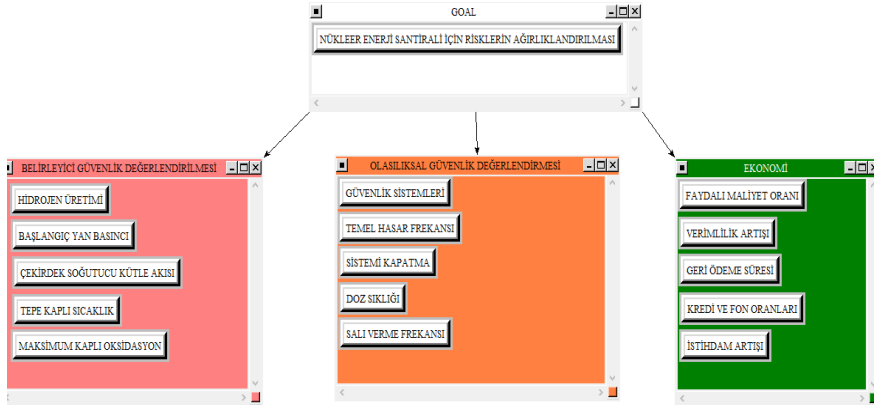 GOAL
NÜKLEER ENERJİ SANTİRALİ İÇİN RİSKLERİN AĞIRLIKLANDIRILMASI
BELİRLEYİCİ GÜVENLİK DEĞERLENDİRİLMESİ
HİDROJEN ÜRETİMİ
BAŞLANGIÇ YAN BASINCI
ÇEKİRDEK SOĞUTUCU KÜTLE AKISI
TEPE KAPLI SICAKLIK
MAKSİMUM KAPLI OKSİDASYON
OLASILIKSAL GÜVENLİK DEĞERLENDİRMESİ
GÜVENLİK SİSTEMLERİ
TEMEL HASAR FREKANSI
SİSTEMİ KAPATMA
DOZ SIKLIĞI
SALI VERME FREKANSI
EKONOMİ
FAYDALI MALİYET ORANI
VERİMLİLİK ARTIŞI
GERİ ÖDEME SÜRESİ
KREDİ VE FON ORANLARI
İSTİHDAM ARTIŞI